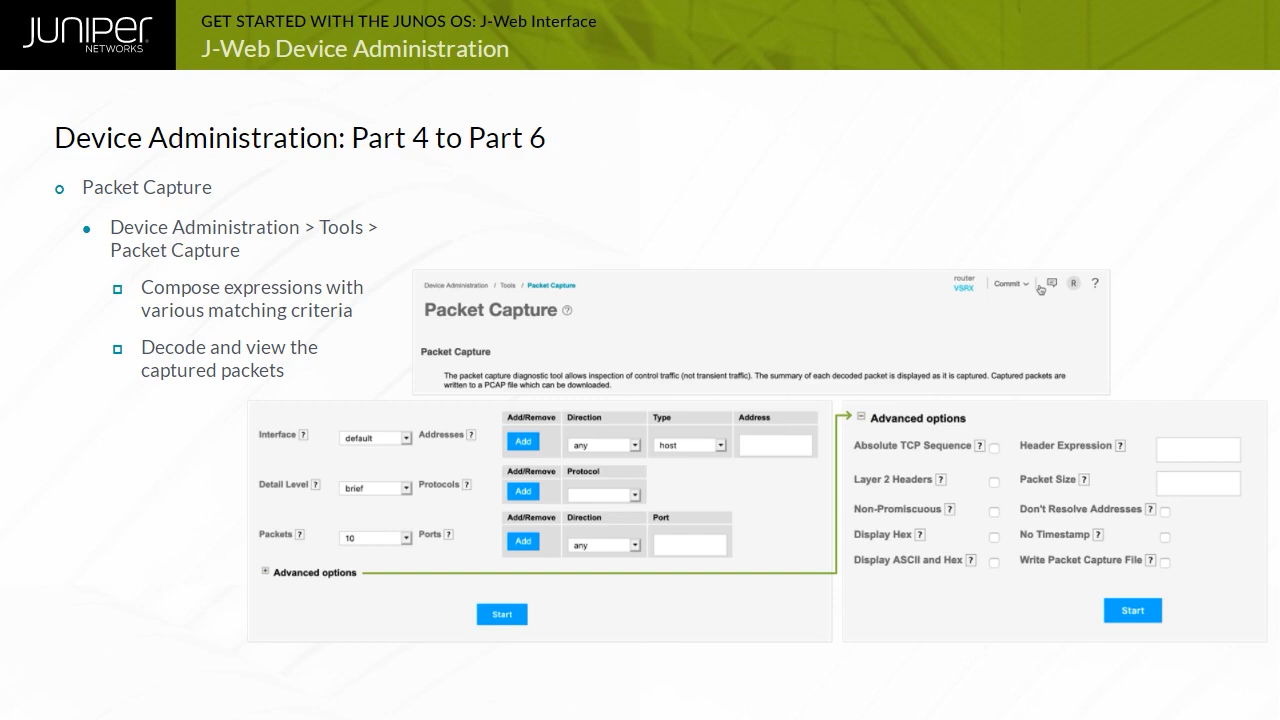 JUNIPER
NETWORKS
GET STARTED WITH THE JUNOS OS: J-Web Interface
J-Web Device Administration
Device Administration: Part 4 to Part 6
Packet Capture
Device Administration > Tools >
Packet Capture
Compose expressions with
various matching criteria
Decode and view the
captured packets
Device Administration / Tools / Packet Capture
router
VSRX
Commit
R
?
Packet Capture ?
Packet Capture
The packet capture diagnostic tool allows inspection of control traffic (not transient traffic). The summary of each decoded packet is displayed as it is captured. Captured packets are
written to a PCAP file which can be downloaded.
Interface ? default Addresses ?
Add/Remove Direction Type Address
Add any host
Detail Level ? brief Protocols ?
Add/Remove Protocol
Add
Packets ? 10 Ports ?
Add/Remove Direction Port
Add any
Advanced options
Start
Advanced options
Absolute TCP Sequence ? Header Expression ?
Layer 2 Headers ? Packet Size ?
Non-Promiscuous ? Don't Resolve Addresses ?
Display Hex ? No Timestamp ?
Display ASCII and Hex ? Write Packet Capture File ?
Start